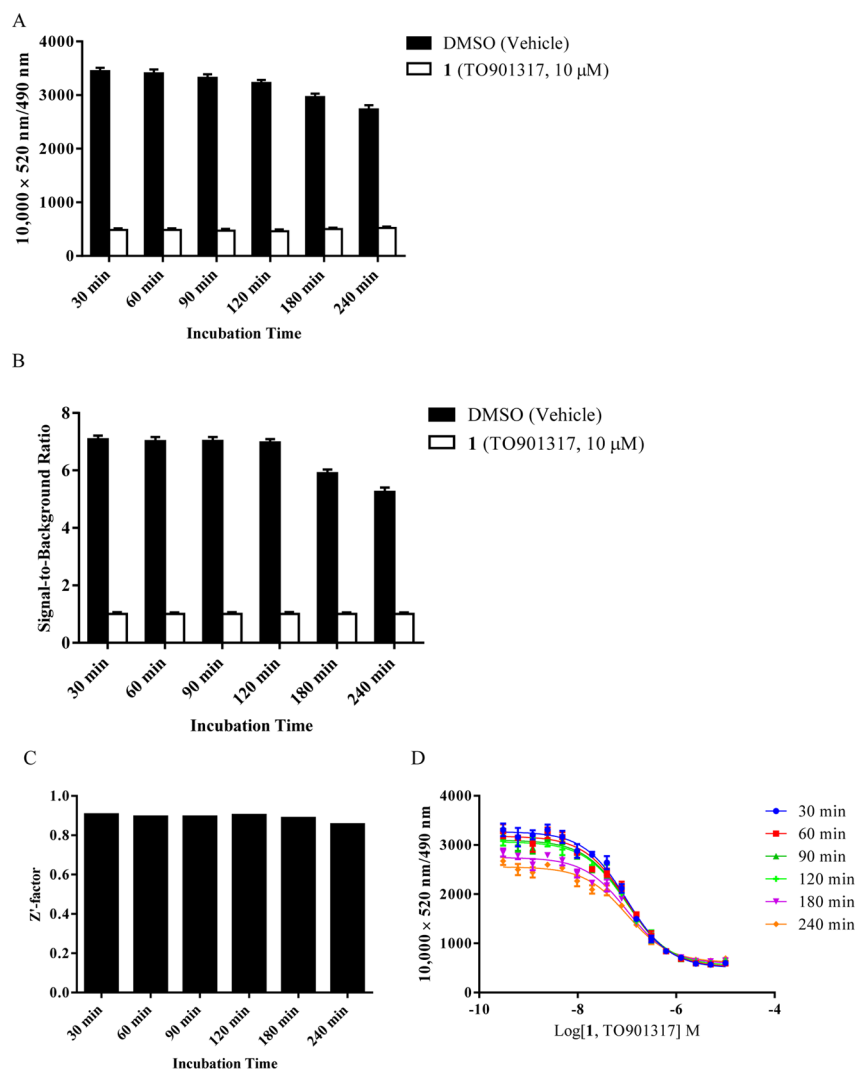 A
10,000 × 520 nm/490 nm
4000
3000
2000
1000
0
30 min
60 min
90 min
120 min
180 min
240 min
Incubation Time
DMSO (Vehicle)
1 (TO901317, 10 μM)
B
Signal-to-Background Ratio
8
6
4
2
0
30 min
60 min
90 min
120 min
180 min
240 min
Incubation Time
DMSO (Vehicle)
1 (TO901317, 10 μM)
C
Z'-factor
1.0
0.8
0.6
0.4
0.2
0.0
30 min
60 min
90 min
120 min
180 min
240 min
Incubation Time
D
10,000 × 520 nm/490 nm
4000
3000
2000
1000
0
-10
-8
-6
-4
Log[1, TO901317] M
30 min
60 min
90 min
120 min
180 min
240 min